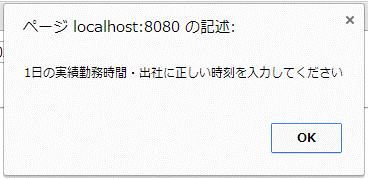 ページ localhost:8080 の記述:
1日の実績勤務時間・出社に正しい時刻を入力してください
OK